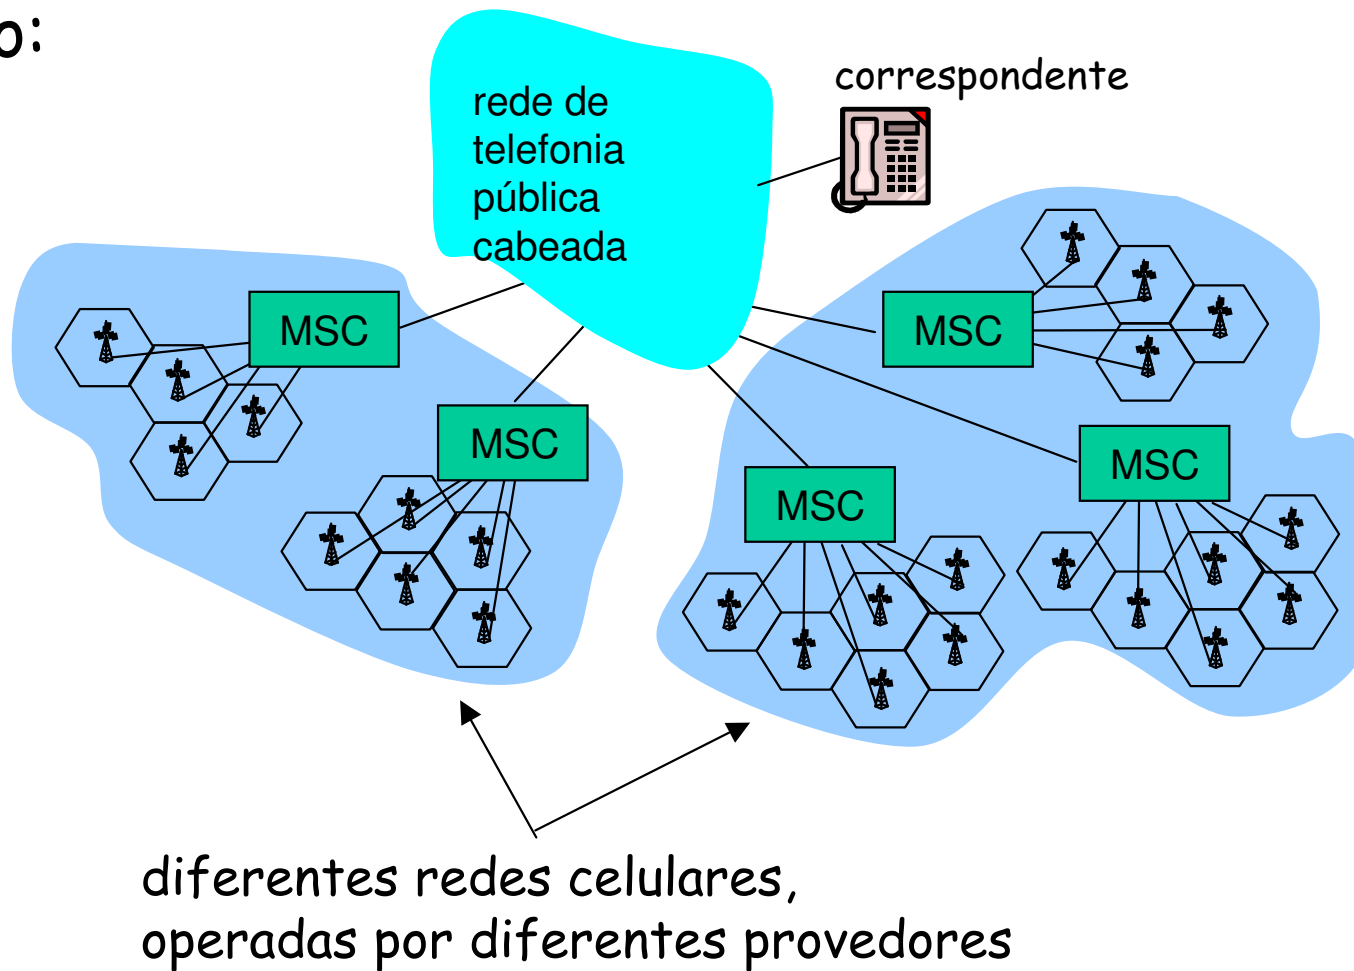 o:
correspondente
rede de
telefonia
pública
cabeada
MSC
MSC
MSC
MSC
MSC
diferentes redes celulares,
operadas por diferentes provedores